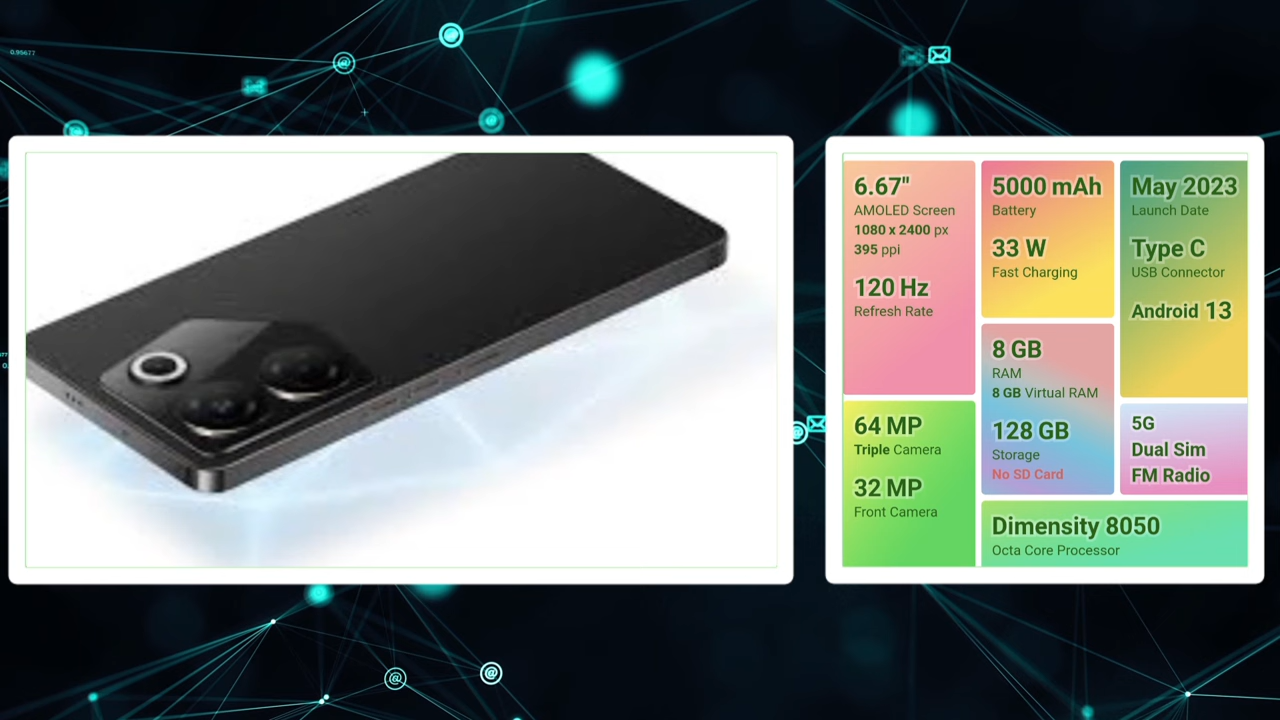 0.95677
6.67"
AMOLED Screen
1080 x 2400 px
395 ppi
120 Hz
Refresh Rate
64 MP
Triple Camera
32 MP
Front Camera
5000 mAh
Battery
33 W
Fast Charging
8 GB
RAM
8 GB Virtual RAM
128 GB
Storage
No SD Card
May 2023
Launch Date
Type C
USB Connector
Android 13
5G
Dual Sim
FM Radio
Dimensity 8050
Octa Core Processor